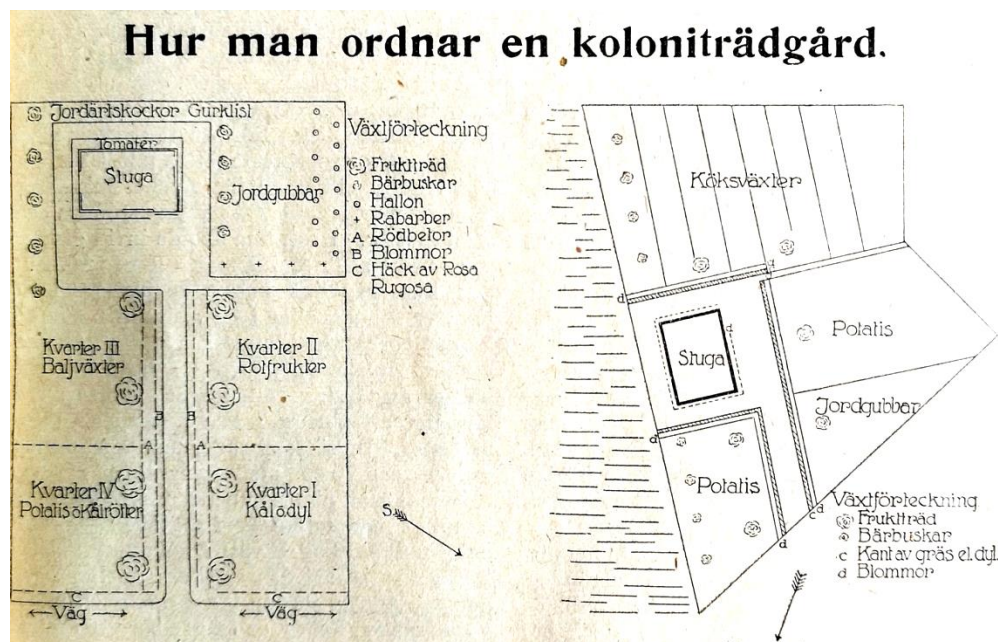 Hur man ordnar en koloniträdgård.
Jordärtskockor Gurklist
Tomater
Stuga
Jordgubbar
Växtförteckning
Fruktträd
Bärbuskar
o Hallon
+ Rabarber
A Rödbetor
B Blommor
C Häck av Rosa
Rugosa
Kvarter III
Baljväxter
Kvarter II
Rotfrukter
B
B
A
A
Kvarter IV
Potatis o Kålrötter
Kvarter I
Kål o. dyl
C
C
Väg
Väg
S.
Köksväxter
d
d
d
Stuga
Potatis
Jordgubbar
d
Potatis
d
c d
Växtförteckning
Fruktträd
Bärbuskar
c Kant av gräs el. dyl.
d Blommor